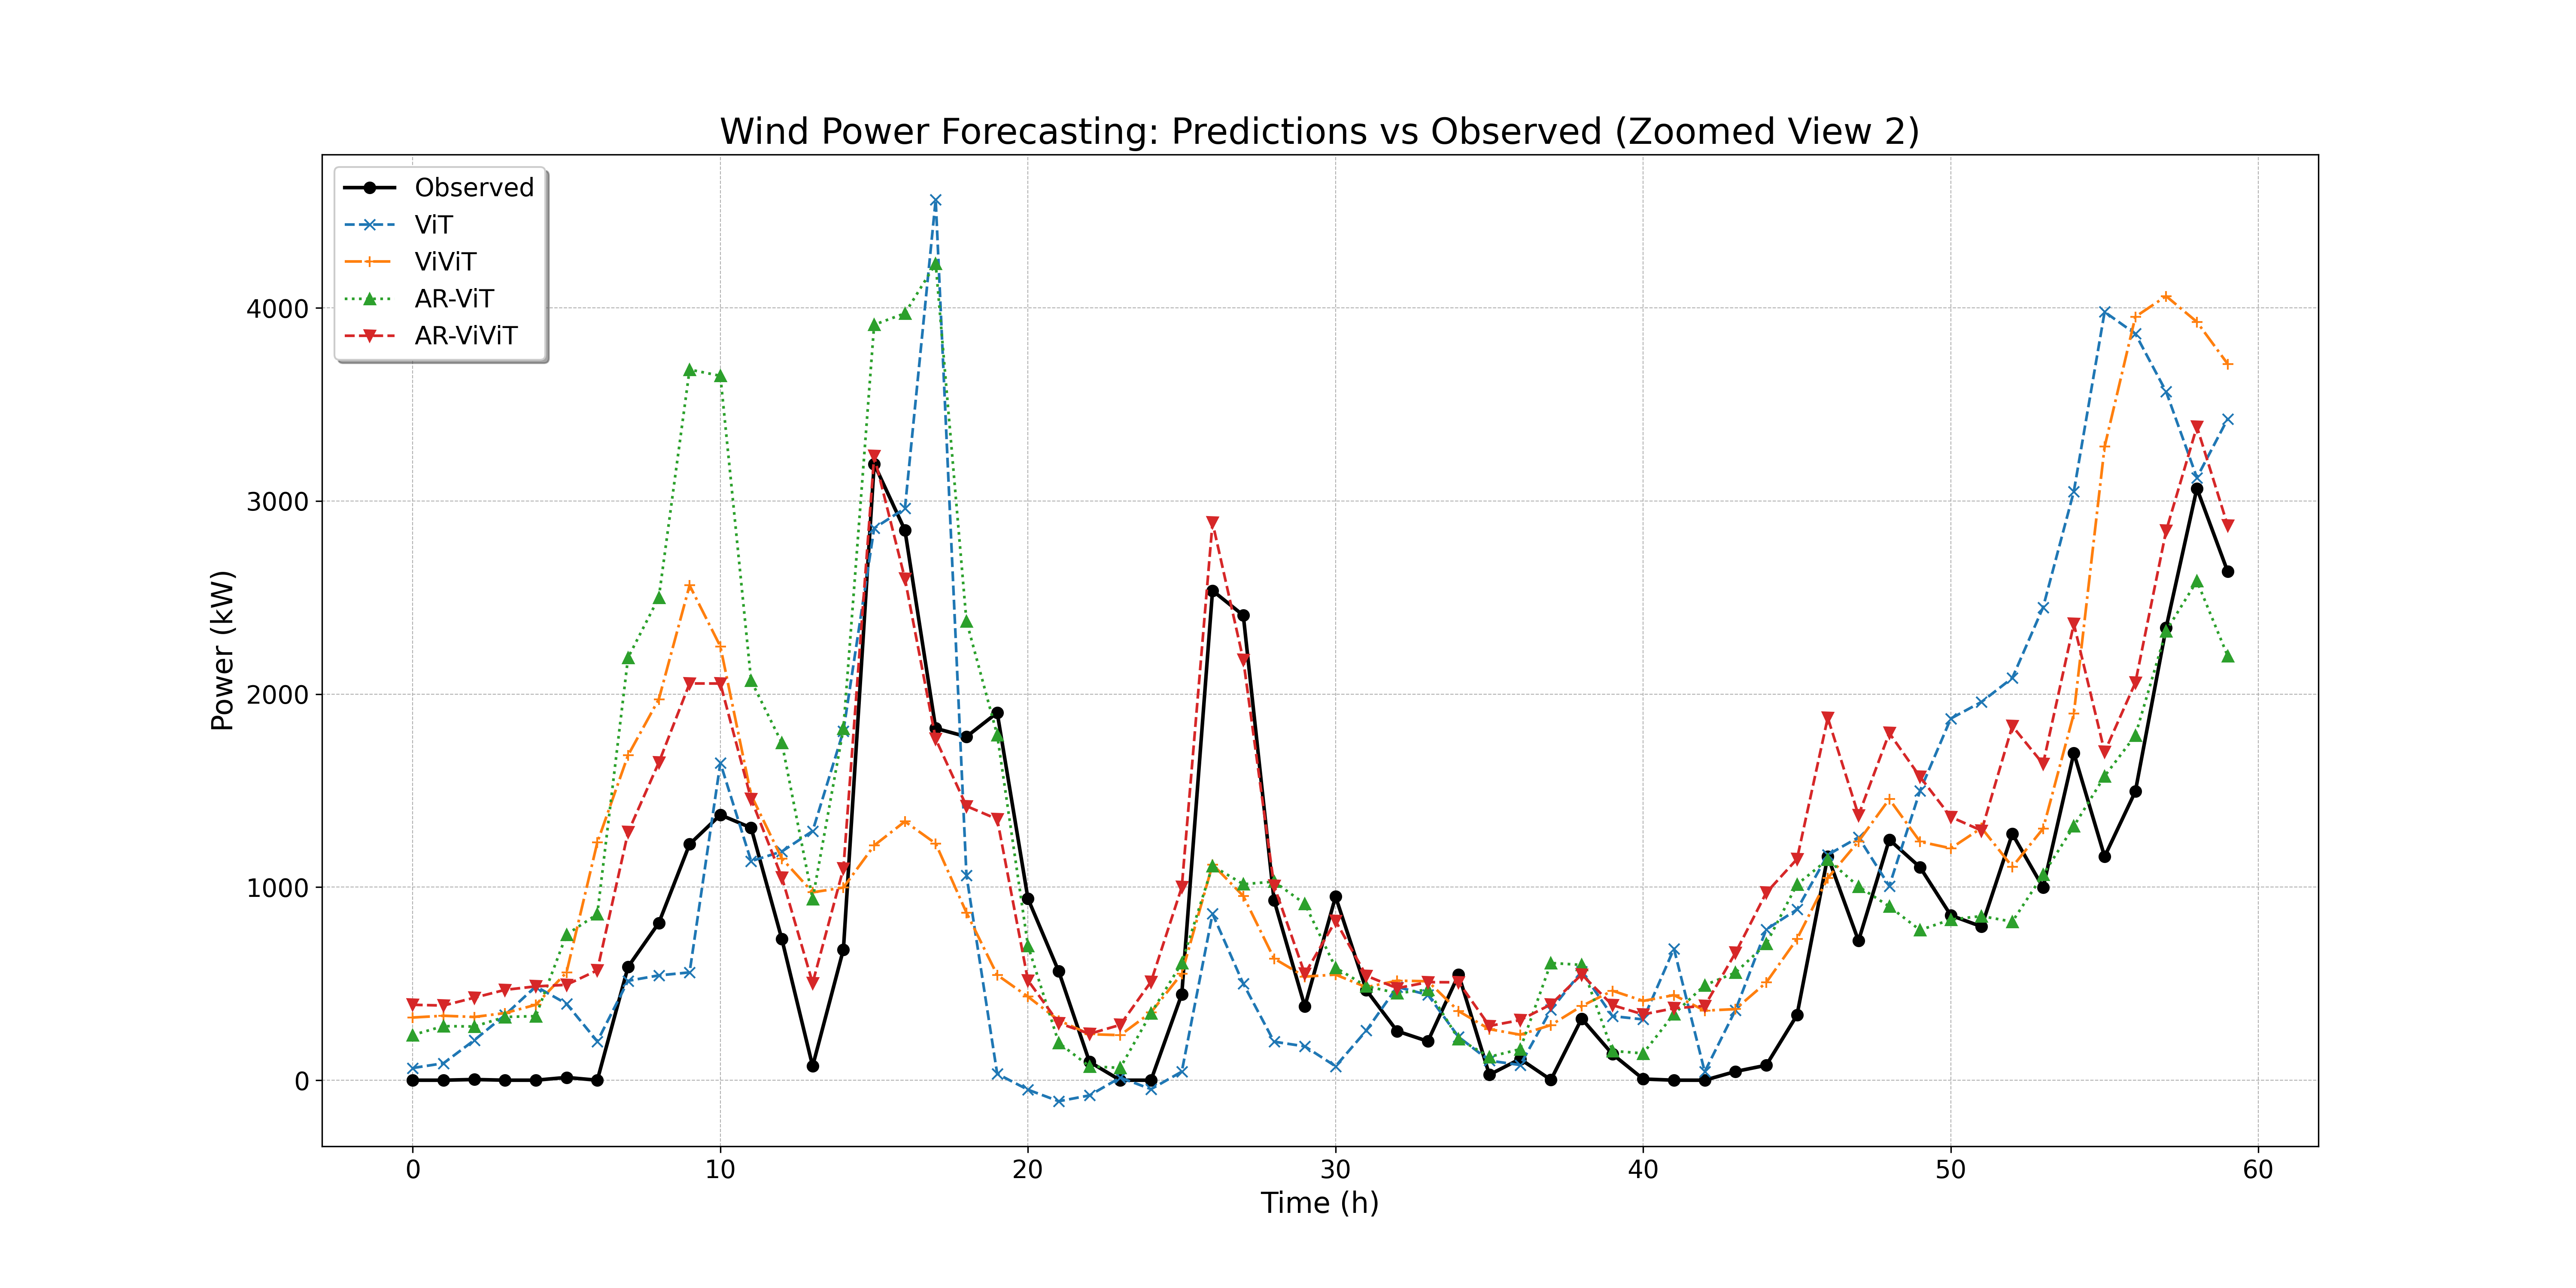 Wind Power Forecasting: Predictions vs Observed (Zoomed View 2)
Observed
ViT
ViViT
AR-ViT
AR-ViViT
Power (kW)
4000
3000
2000
1000
0
0 10 20 30 40 50 60
Time (h)